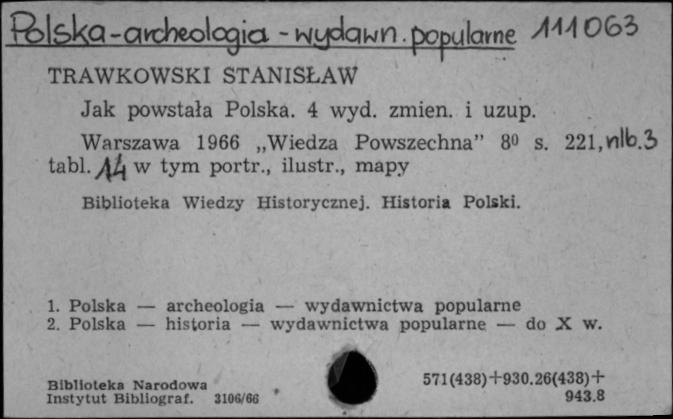 Polska-archeologia-wydawn. popularne 111063
TRAWKOWSKI STANISŁAW
Jak powstała Polska. 4 wyd. zmien. i uzup.
Warszawa 1966 „Wiedza Powszechna” 8⁰ s. 221, nlb.3
tabl. 14 w tym portr., ilustr., mapy
Biblioteka Wiedzy Historycznej. Historia Polski.
1. Polska — archeologia — wydawnictwa popularne
2. Polska — historia — wydawnictwa popularne — do X w.
Biblioteka Narodowa
Instytut Bibliograf. 3106/66
571(438)+930.26(438)+
943.8